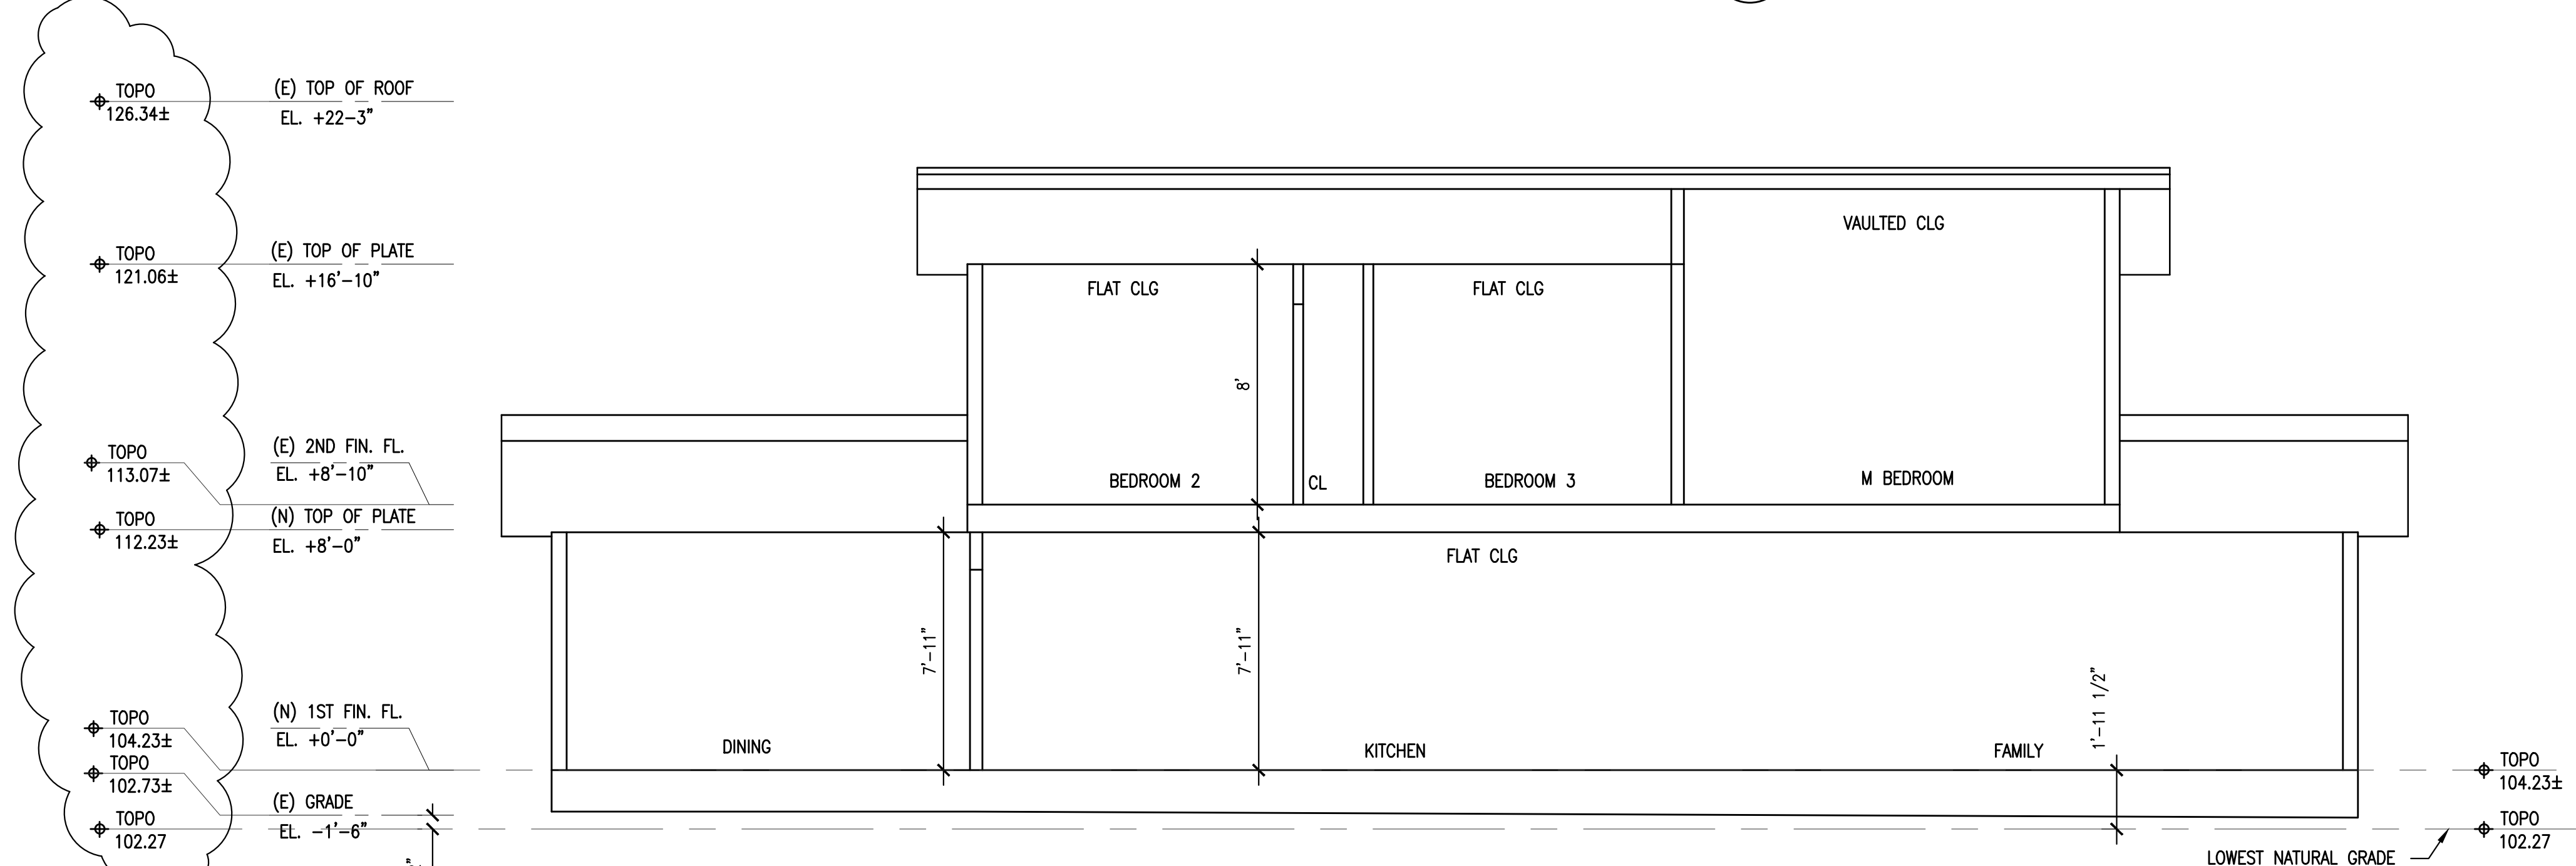 TOPO
126.34±
(E) TOP OF ROOF
EL. +22-3"
VAULTED CLG
TOPO
121.06±
(E) TOP OF PLATE
EL. +16'-10"
FLAT CLG
FLAT CLG
8'
TOPO
113.07±
(E) 2ND FIN. FL.
EL. +8'-10"
BEDROOM 2
CL
BEDROOM 3
M BEDROOM
TOPO
112.23±
(N) TOP OF PLATE
EL. +8'-0"
FLAT CLG
7'-11"
7'-11"
1'-11 1/2"
TOPO
104.23±
(N) 1ST FIN. FL.
EL. +0'-0"
DINING
KITCHEN
FAMILY
TOPO
104.23±
TOPO
102.73±
(E) GRADE
EL. -1'-6"
TOPO
102.27
TOPO
102.27
LOWEST NATURAL GRADE